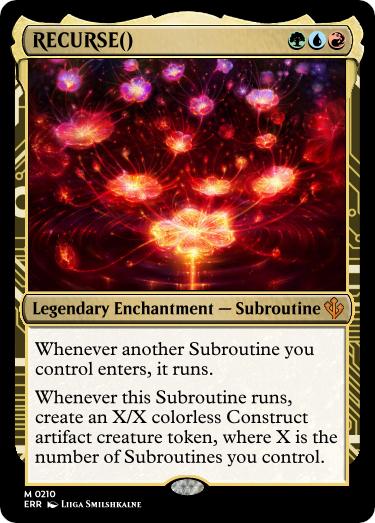 RECURSE()
Legendary Enchantment — Subroutine
Whenever another Subroutine you
control enters, it runs.
Whenever this Subroutine runs,
create an X/X colorless Construct
artifact creature token, where X is the
number of Subroutines you control.
M 0210
ERR Liiga Smilshkalne